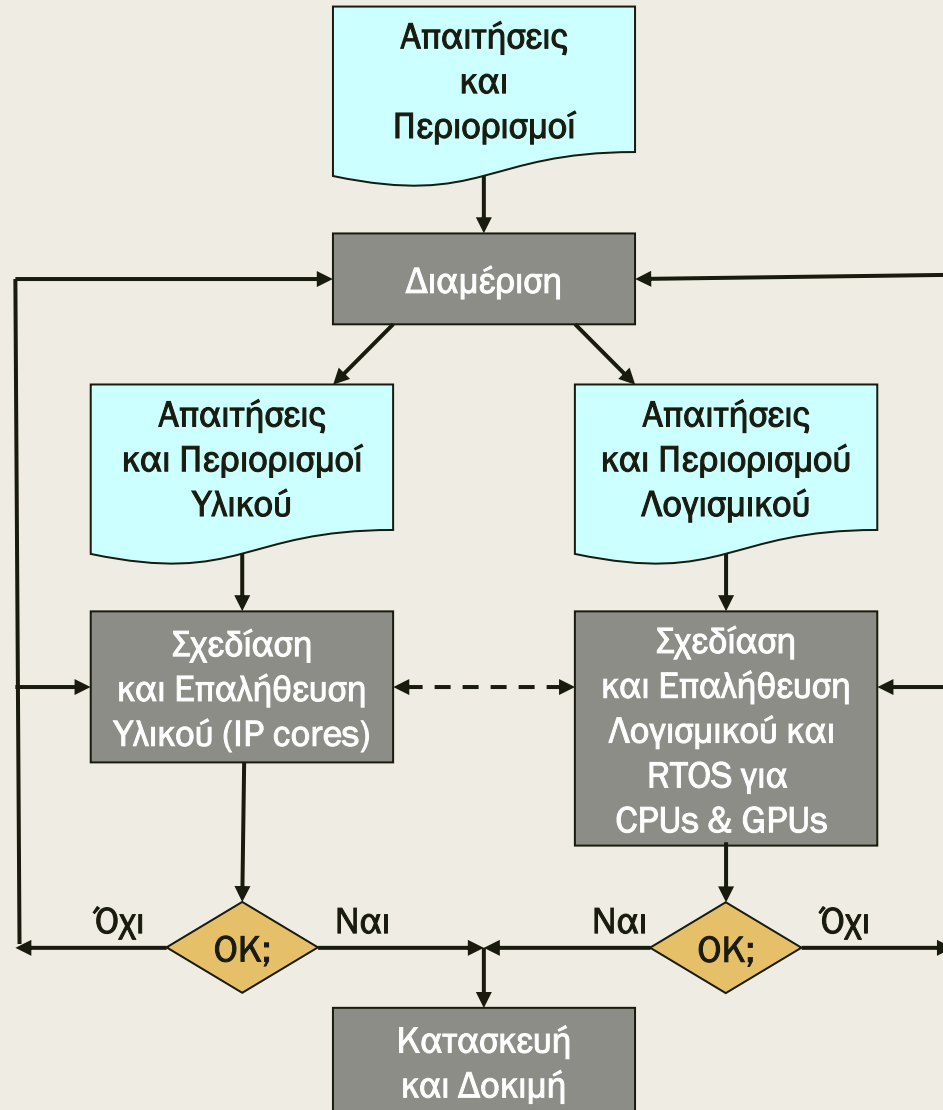 Απαιτήσεις
και
Περιορισμοί
Διαμέριση
Απαιτήσεις
και Περιορισμοί
Υλικού
Απαιτήσεις
και Περιορισμού
Λογισμικού
Σχεδίαση
και Επαλήθευση
Υλικού (IP cores)
Σχεδίαση
και Επαλήθευση
Λογισμικού και
RTOS για
CPUs & GPUs
Όχι
OK;
Ναι
Ναι
OK;
Όχι
Κατασκευή
και Δοκιμή